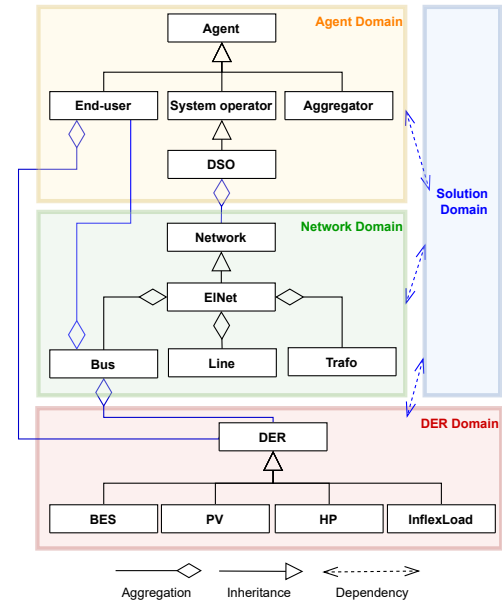 Agent Domain
Agent
End-user
System operator
Aggregator
DSO
Solution
Domain
Network Domain
Network
ElNet
Bus
Line
Trafo
DER Domain
DER
BES
PV
HP
InflexLoad
Aggregation
Inheritance
Dependency